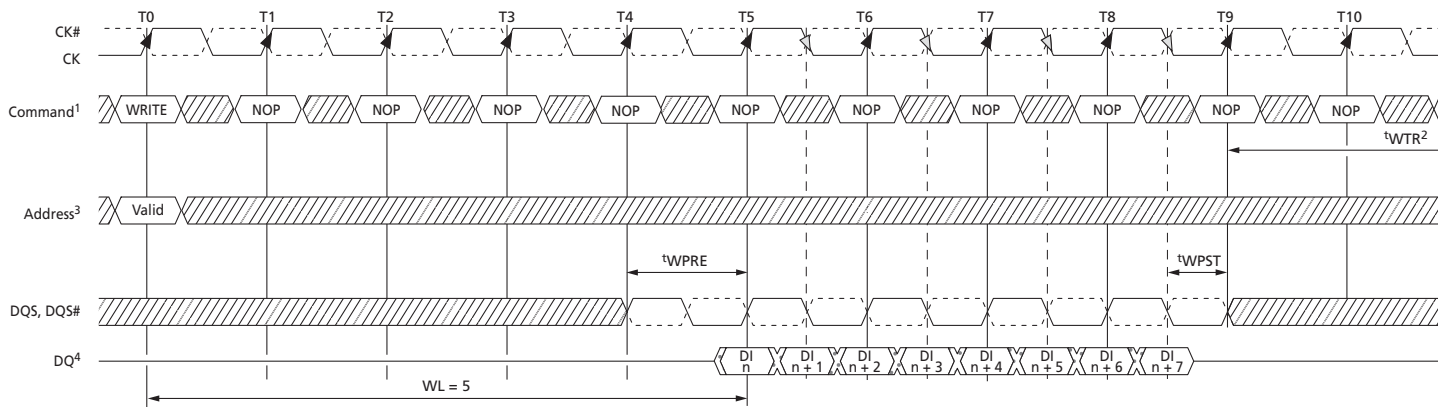 T0 T1 T2 T3 T4 T5 T6 T7 T8 T9 T10
CK#
CK
Command¹ WRITE NOP NOP NOP NOP NOP NOP NOP NOP NOP NOP
tWTR²
Address³ Valid
tWPRE tWPST
DQS, DQS#
DQ⁴ DI n DI n + 1 DI n + 2 DI n + 3 DI n + 4 DI n + 5 DI n + 6 DI n + 7
WL = 5